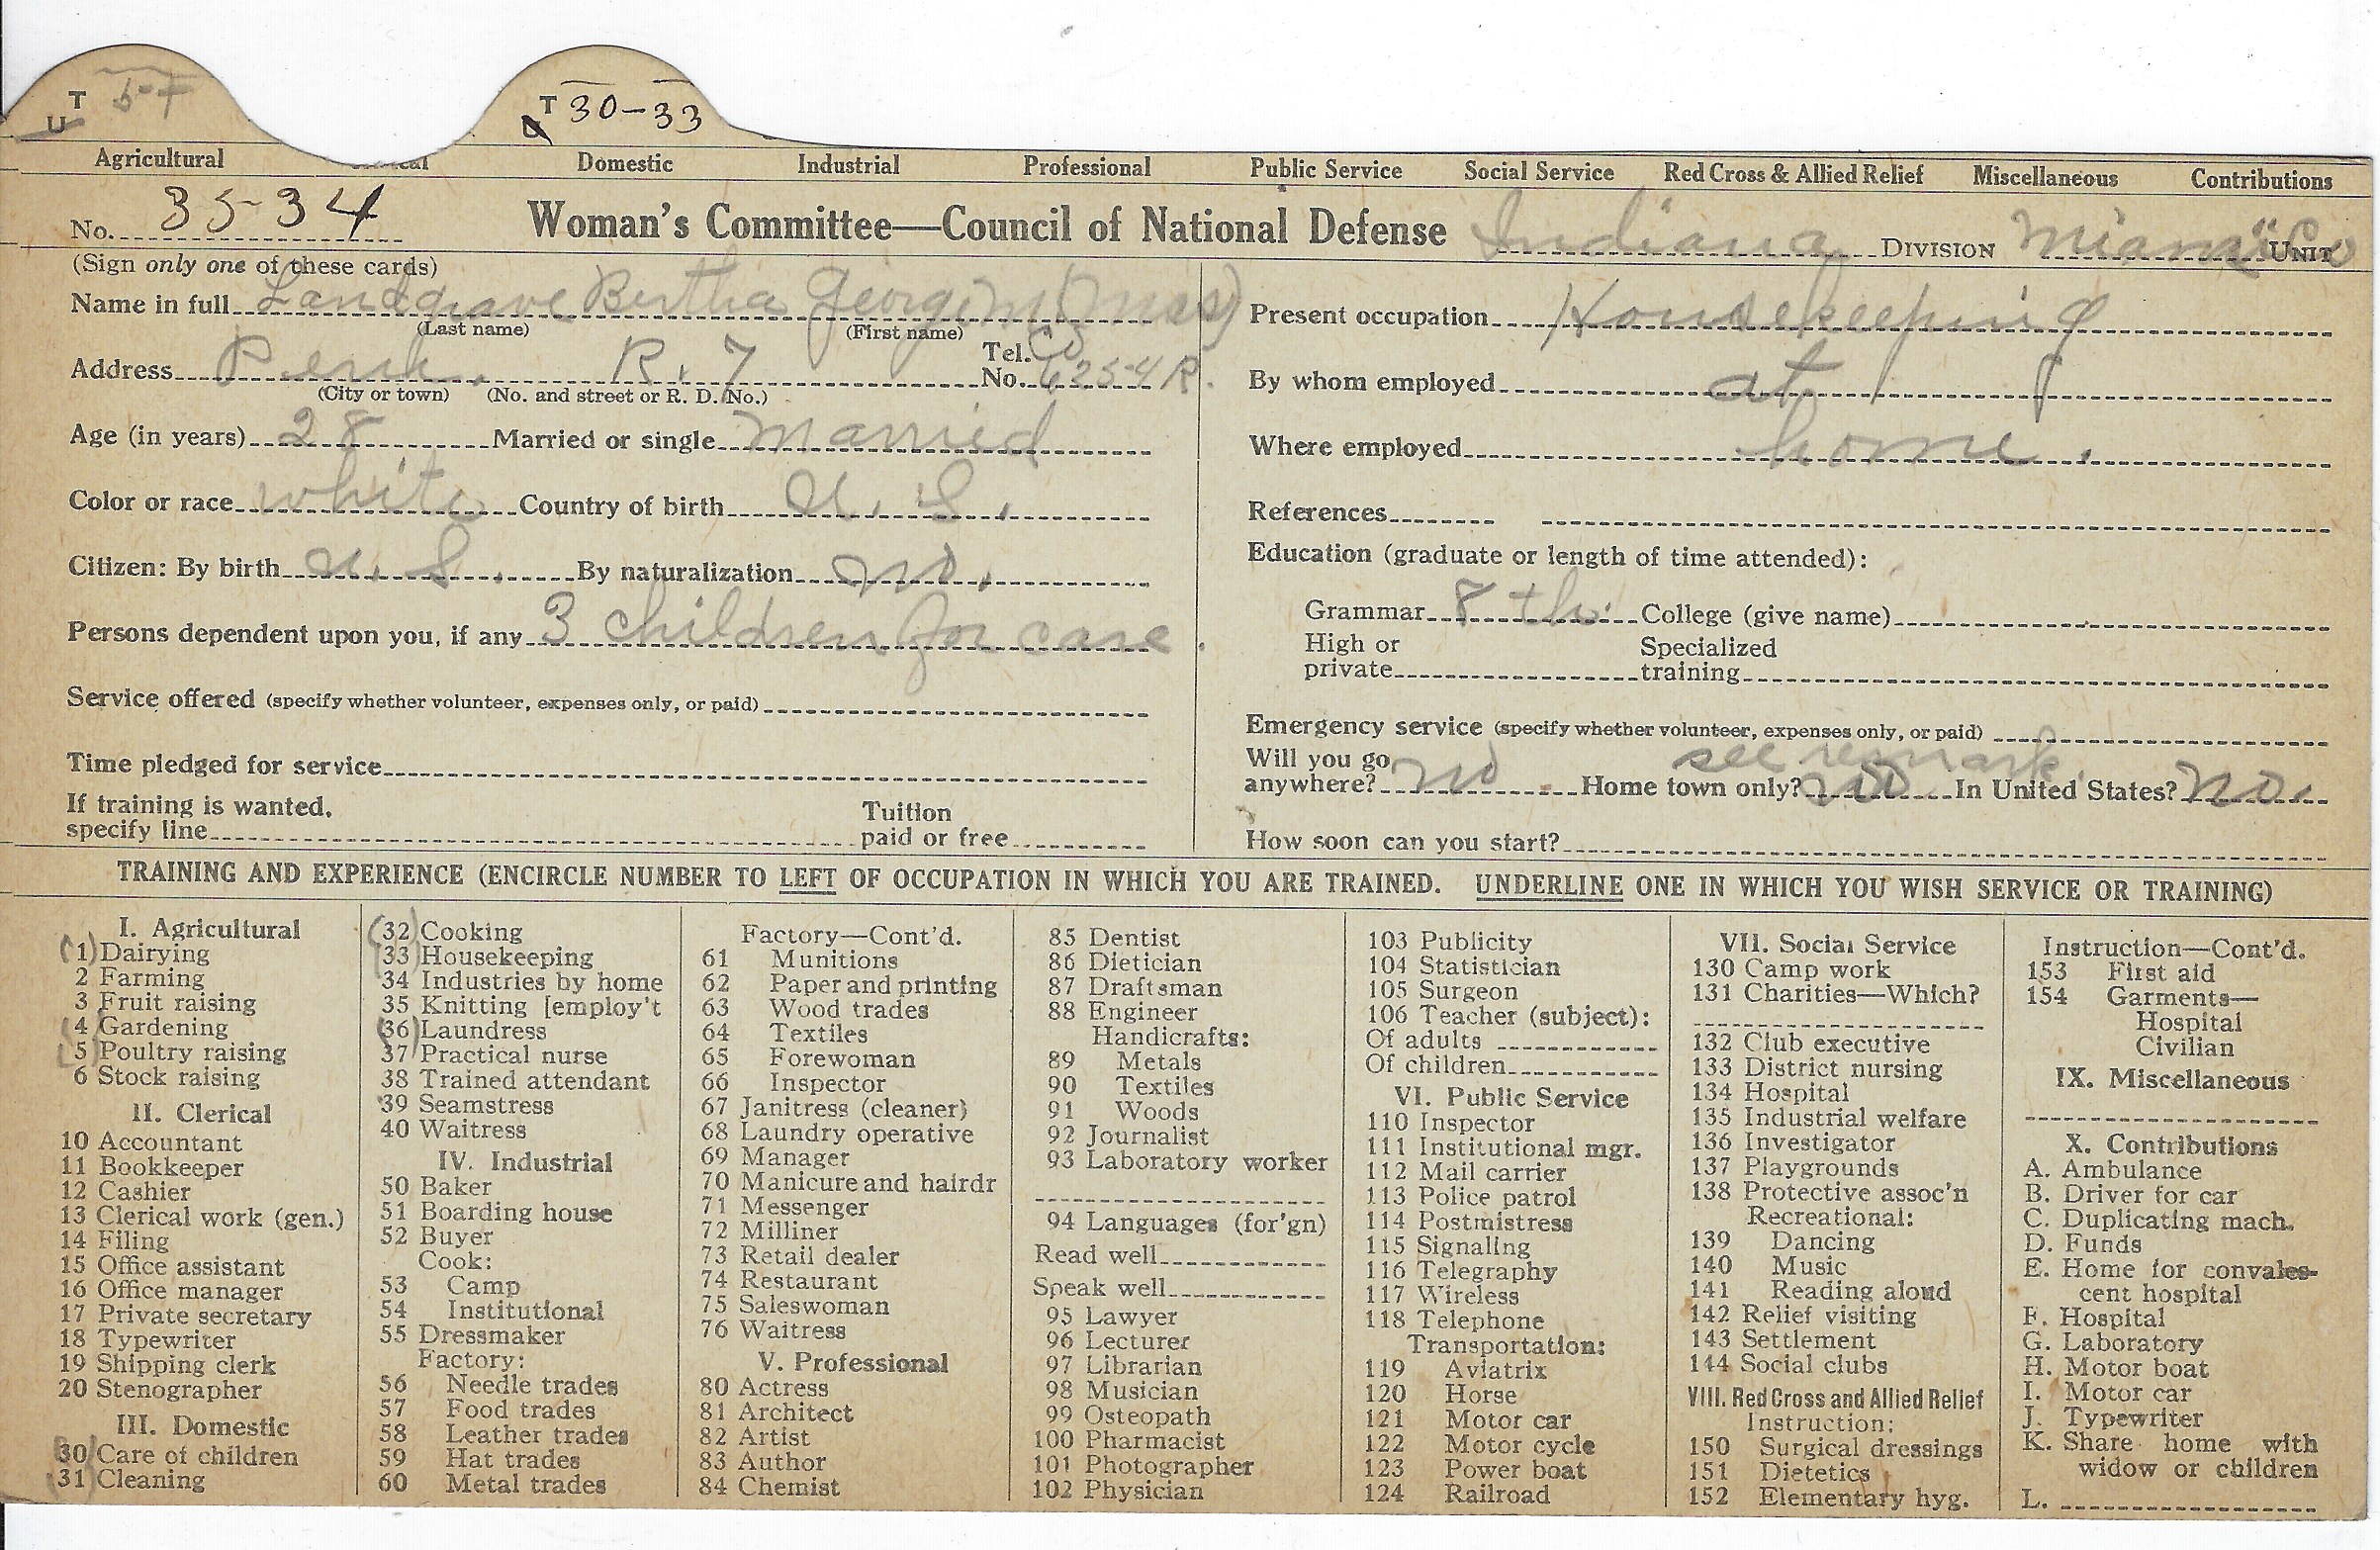 T 5-7
U
T 30-33
U
Agricultural Domestic Industrial Professional Public Service Social Service Red Cross & Allied Relief Miscellaneous Contributions
No. 35-34 Woman's Committee—Council of National Defense Indiana DIVISION Miami Co UNIT
(Sign only one of these cards)
Name in full Landgrave Bertha Georgia M (Mrs)
(Last name) (First name)
Address Peru. R. 7 Tel. No. Co 625-4 R.
(City or town) (No. and street or R. D. No.)
Age (in years) 28 Married or single Married
Color or race white Country of birth U. S.
Citizen: By birth U. S. By naturalization no.
Persons dependent upon you, if any 3 children for care.
Service offered (specify whether volunteer, expenses only, or paid)
Time pledged for service
If training is wanted,
specify line Tuition paid or free
Present occupation Housekeeping
By whom employed at
Where employed home.
References
Education (graduate or length of time attended):
Grammar 8th. College (give name)
High or private Specialized training
Emergency service (specify whether volunteer, expenses only, or paid)
see remark.
Will you go anywhere? no Home town only? no In United States? no.
How soon can you start?
TRAINING AND EXPERIENCE (ENCIRCLE NUMBER TO LEFT OF OCCUPATION IN WHICH YOU ARE TRAINED. UNDERLINE ONE IN WHICH YOU WISH SERVICE OR TRAINING)
I. Agricultural
(1) Dairying
2 Farming
3 Fruit raising
(4) Gardening
(5) Poultry raising
6 Stock raising
II. Clerical
10 Accountant
11 Bookkeeper
12 Cashier
13 Clerical work (gen.)
14 Filing
15 Office assistant
16 Office manager
17 Private secretary
18 Typewriter
19 Shipping clerk
20 Stenographer
III. Domestic
(30) Care of children
(31) Cleaning
(32) Cooking
(33) Housekeeping
34 Industries by home
35 Knitting [employ't
(36) Laundress
37 Practical nurse
38 Trained attendant
39 Seamstress
40 Waitress
IV. Industrial
50 Baker
51 Boarding house
52 Buyer
Cook:
53 Camp
54 Institutional
55 Dressmaker
Factory:
56 Needle trades
57 Food trades
58 Leather trades
59 Hat trades
60 Metal trades
Factory—Cont'd.
61 Munitions
62 Paper and printing
63 Wood trades
64 Textiles
65 Forewoman
66 Inspector
67 Janitress (cleaner)
68 Laundry operative
69 Manager
70 Manicure and hairdr
71 Messenger
72 Milliner
73 Retail dealer
74 Restaurant
75 Saleswoman
76 Waitress
V. Professional
80 Actress
81 Architect
82 Artist
83 Author
84 Chemist
85 Dentist
86 Dietician
87 Draftsman
88 Engineer
Handicrafts:
89 Metals
90 Textiles
91 Woods
92 Journalist
93 Laboratory worker
94 Languages (for'gn)
Read well
Speak well
95 Lawyer
96 Lecturer
97 Librarian
98 Musician
99 Osteopath
100 Pharmacist
101 Photographer
102 Physician
103 Publicity
104 Statistician
105 Surgeon
106 Teacher (subject):
Of adults
Of children
VI. Public Service
110 Inspector
111 Institutional mgr.
112 Mail carrier
113 Police patrol
114 Postmistress
115 Signaling
116 Telegraphy
117 Wireless
118 Telephone
Transportation:
119 Aviatrix
120 Horse
121 Motor car
122 Motor cycle
123 Power boat
124 Railroad
VII. Social Service
130 Camp work
131 Charities—Which?
132 Club executive
133 District nursing
134 Hospital
135 Industrial welfare
136 Investigator
137 Playgrounds
138 Protective assoc'n
Recreational:
139 Dancing
140 Music
141 Reading aloud
142 Relief visiting
143 Settlement
144 Social clubs
VIII. Red Cross and Allied Relief
Instruction:
150 Surgical dressings
151 Dietetics
152 Elementary hyg.
Instruction—Cont'd.
153 First aid
154 Garments—
Hospital
Civilian
IX. Miscellaneous
X. Contributions
A. Ambulance
B. Driver for car
C. Duplicating mach.
D. Funds
E. Home for convales-
cent hospital
F. Hospital
G. Laboratory
H. Motor boat
I. Motor car
J. Typewriter
K. Share home with
widow or children
L.